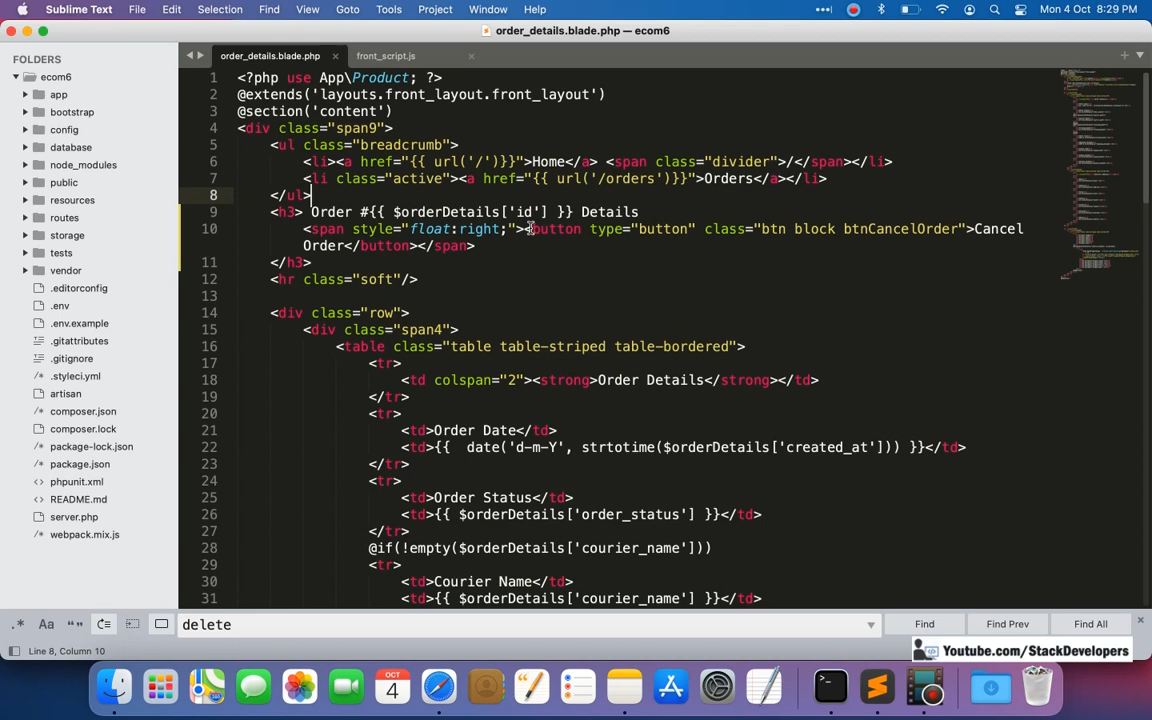 Sublime Text File Edit Selection Find View Goto Tools Project Window Help Mon 4 Oct 8:29 PM
order_details.blade.php — ecom6
FOLDERS
ecom6
app
bootstrap
config
database
node_modules
public
resources
routes
storage
tests
vendor
.editorconfig
.env
.env.example
.gitattributes
.gitignore
.styleci.yml
artisan
composer.json
composer.lock
package-lock.json
package.json
phpunit.xml
README.md
server.php
webpack.mix.js
order_details.blade.php × front_script.js ×
1 <?php use App\Product; ?>
2 @extends('layouts.front_layout.front_layout')
3 @section('content')
4 <div class="span9">
5 <ul class="breadcrumb">
6 <li><a href="{{ url('/')}}">Home</a> <span class="divider">/</span></li>
7 <li class="active"><a href="{{ url('/orders')}}">Orders</a></li>
8 </ul>
9 <h3> Order #{{ $orderDetails['id'] }} Details
10 <span style="float:right;"><button type="button" class="btn block btnCancelOrder">Cancel
Order</button></span>
11 </h3>
12 <hr class="soft"/>
13
14 <div class="row">
15 <div class="span4">
16 <table class="table table-striped table-bordered">
17 <tr>
18 <td colspan="2"><strong>Order Details</strong></td>
19 </tr>
20 <tr>
21 <td>Order Date</td>
22 <td>{{  date('d-m-Y', strtotime($orderDetails['created_at'])) }}</td>
23 </tr>
24 <tr>
25 <td>Order Status</td>
26 <td>{{ $orderDetails['order_status'] }}</td>
27 </tr>
28 @if(!empty($orderDetails['courier_name']))
29 <tr>
30 <td>Courier Name</td>
31 <td>{{ $orderDetails['courier_name'] }}</td>
.* Aa "" delete Find Find Prev Find All
Line 8, Column 10
Youtube.com/StackDevelopers
OCT
4